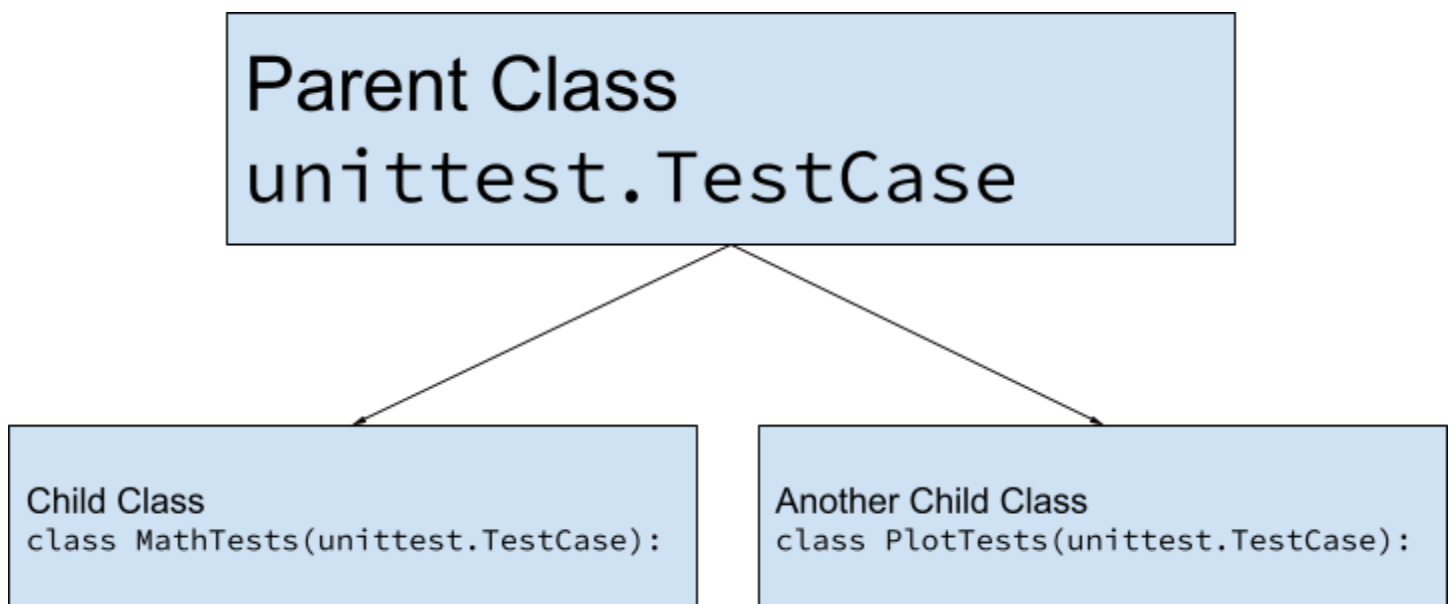 Parent Class
unittest.TestCase
Child Class
class MathTests(unittest.TestCase):
Another Child Class
class PlotTests(unittest.TestCase):